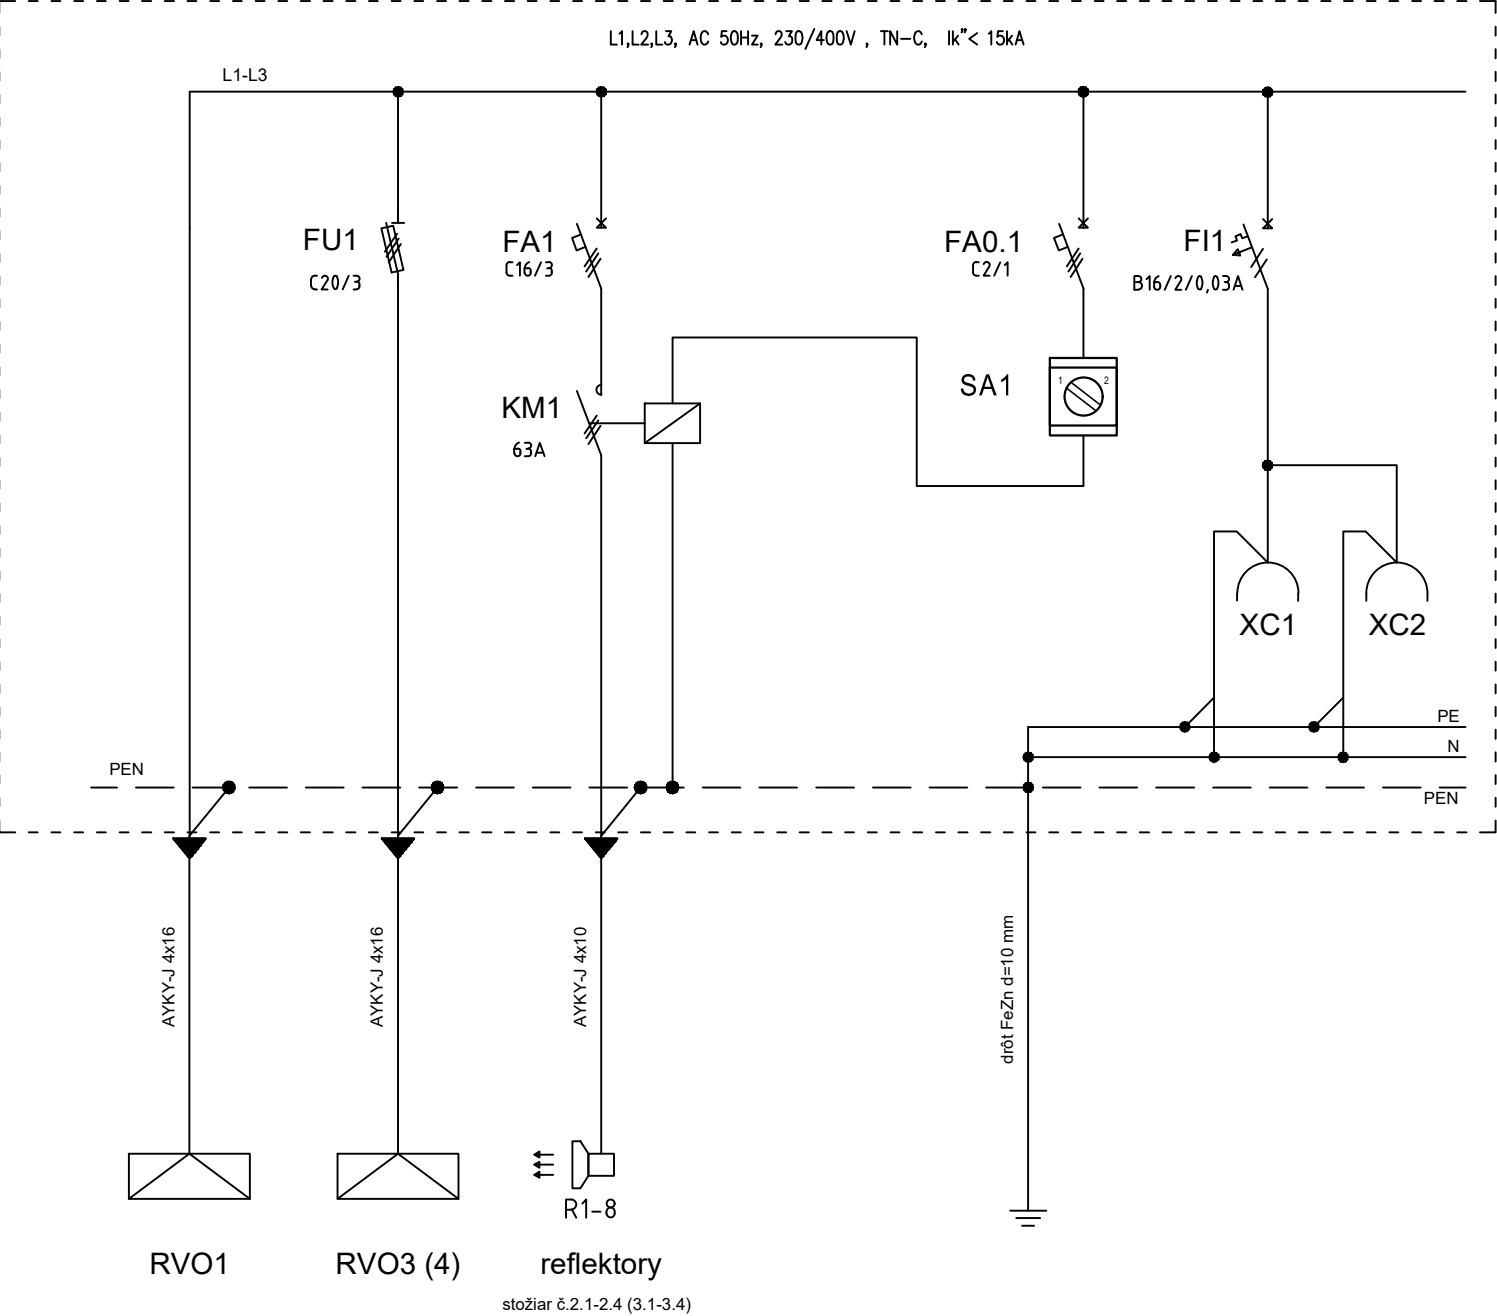 L1,L2,L3, AC 50Hz, 230/400V , TN-C, Ik"< 15kA
L1-L3
FU1
C20/3
FA1
C16/3
FA0.1
C2/1
FI1
B16/2/0,03A
KM1
63A
SA1
1 2
XC1
XC2
PE
N
PEN
PEN
AYKY-J 4x16
AYKY-J 4x16
AYKY-J 4x10
drôt FeZn d=10 mm
R1-8
RVO1
RVO3 (4)
reflektory
stožiar č.2.1-2.4 (3.1-3.4)